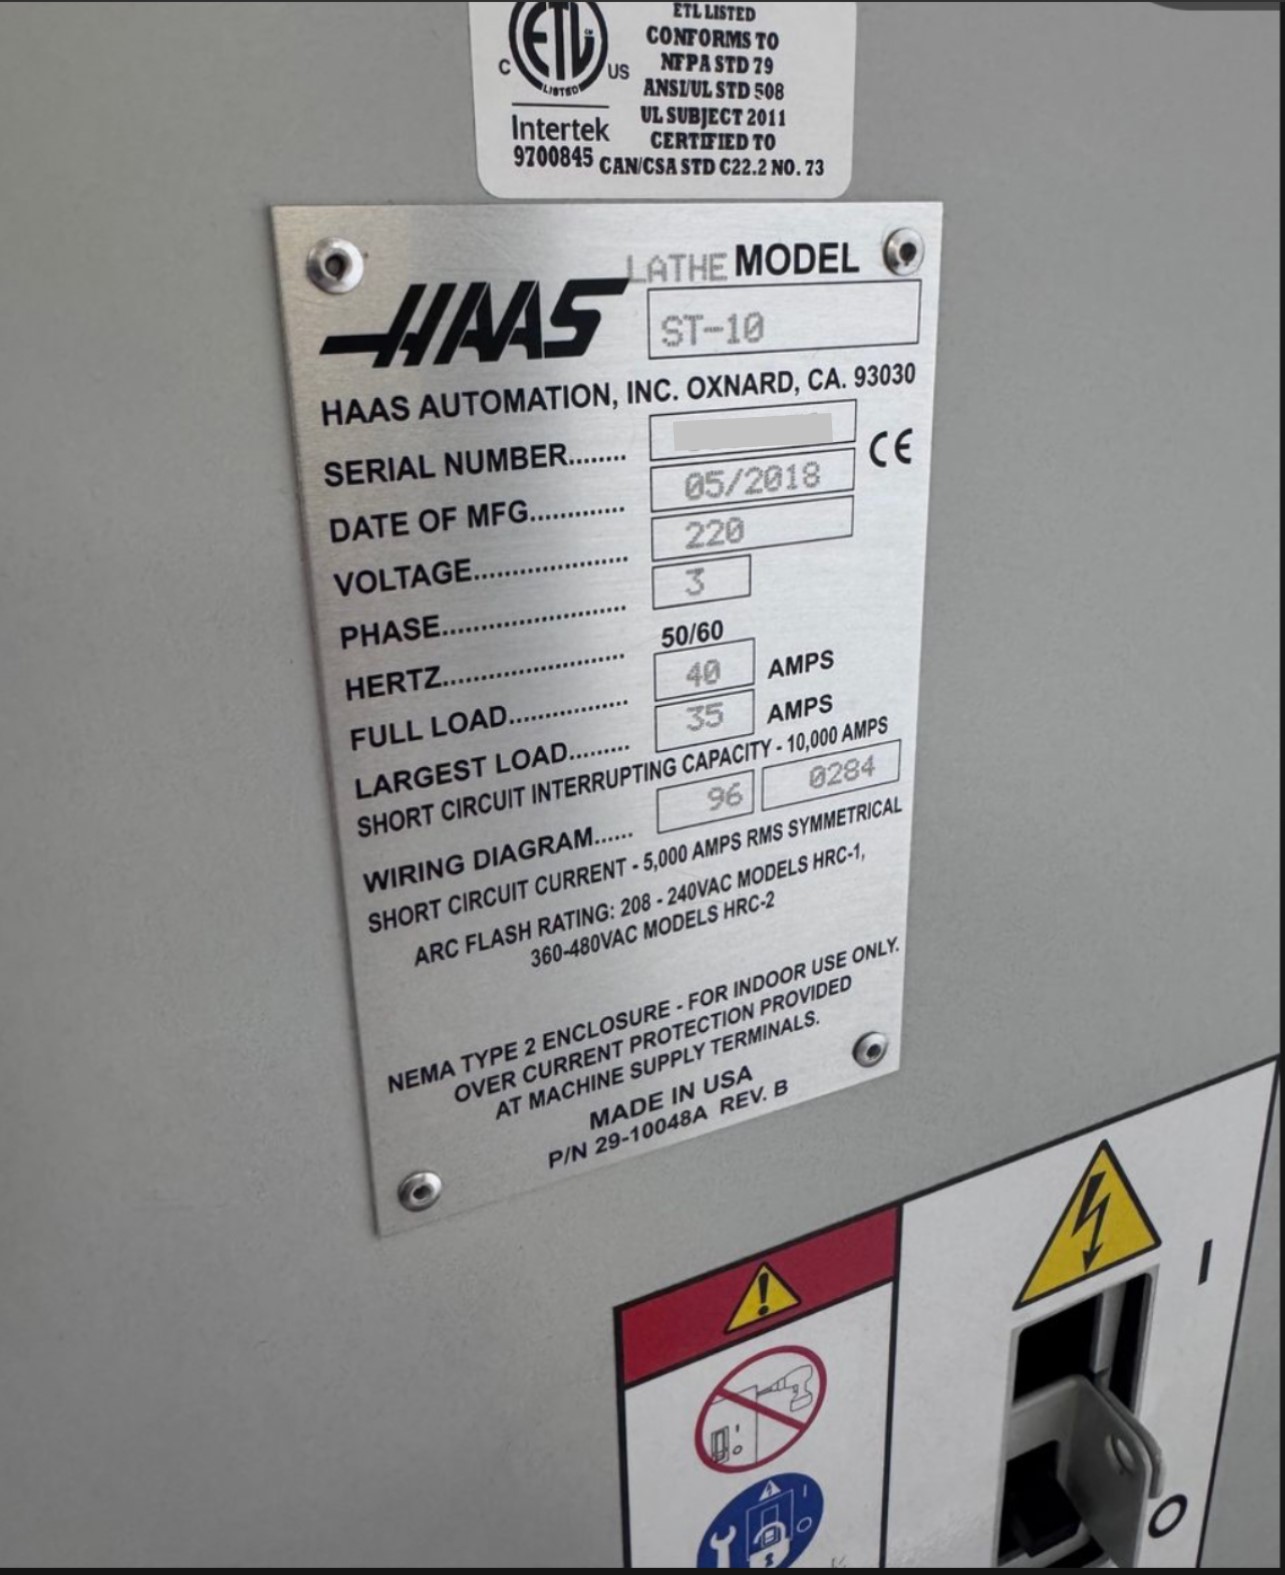 ETL LISTED
CONFORMS TO
NFPA STD 79
ANSI/UL STD 508
UL SUBJECT 2011
CERTIFIED TO
CAN/CSA STD C22.2 NO. 73
C ETL US
LISTED
Intertek
9700845
LATHE MODEL
HAAS
ST-10
HAAS AUTOMATION, INC. OXNARD, CA. 93030
SERIAL NUMBER........
CE
DATE OF MFG............. 05/2018
VOLTAGE..................... 220
PHASE......................... 3
HERTZ......................... 50/60
FULL LOAD................ 40 AMPS
LARGEST LOAD......... 35 AMPS
SHORT CIRCUIT INTERRUPTING CAPACITY - 10,000 AMPS
WIRING DIAGRAM...... 96 0284
SHORT CIRCUIT CURRENT - 5,000 AMPS RMS SYMMETRICAL
ARC FLASH RATING: 208 - 240VAC MODELS HRC-1,
360-480VAC MODELS HRC-2
NEMA TYPE 2 ENCLOSURE - FOR INDOOR USE ONLY.
OVER CURRENT PROTECTION PROVIDED
AT MACHINE SUPPLY TERMINALS.
MADE IN USA
P/N 29-10048A REV. B
I
O